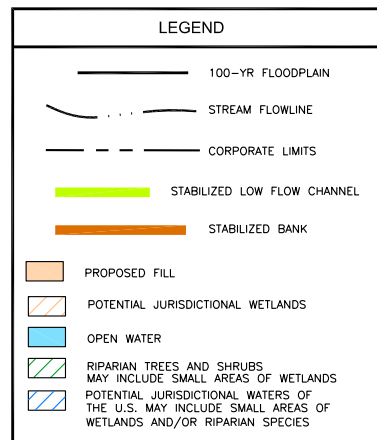 LEGEND
100-YR FLOODPLAIN
STREAM FLOWLINE
CORPORATE LIMITS
STABILIZED LOW FLOW CHANNEL
STABILIZED BANK
PROPOSED FILL
POTENTIAL JURISDICTIONAL WETLANDS
OPEN WATER
RIPARIAN TREES AND SHRUBS
MAY INCLUDE SMALL AREAS OF WETLANDS
POTENTIAL JURISDICTIONAL WATERS OF
THE U.S. MAY INCLUDE SMALL AREAS OF
WETLANDS AND/OR RIPARIAN SPECIES